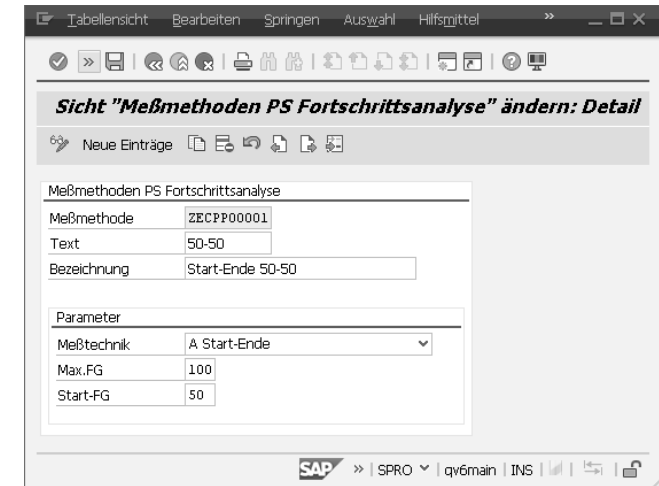 Tabellensicht Bearbeiten Springen Auswahl Hilfsmittel »
Sicht "Meßmethoden PS Fortschrittsanalyse" ändern: Detail
Neue Einträge
Meßmethoden PS Fortschrittsanalyse
Meßmethode ZECPP00001
Text 50-50
Bezeichnung Start-Ende 50-50
Parameter
Meßtechnik A Start-Ende
Max.FG 100
Start-FG 50
SAP » | SPRO | qv6main | INS